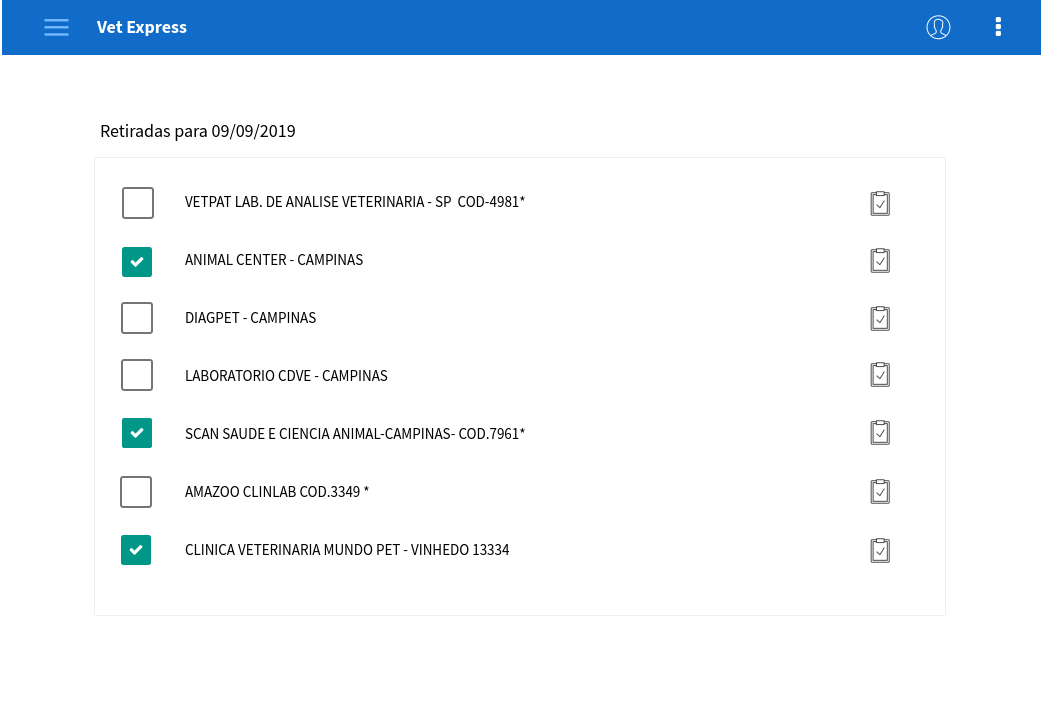 Vet Express
Retiradas para 09/09/2019
VETPAT LAB. DE ANALISE VETERINARIA - SP  COD-4981*
ANIMAL CENTER - CAMPINAS
DIAGPET - CAMPINAS
LABORATORIO CDVE - CAMPINAS
SCAN SAUDE E CIENCIA ANIMAL-CAMPINAS- COD.7961*
AMAZOO CLINLAB COD.3349 *
CLINICA VETERINARIA MUNDO PET - VINHEDO 13334